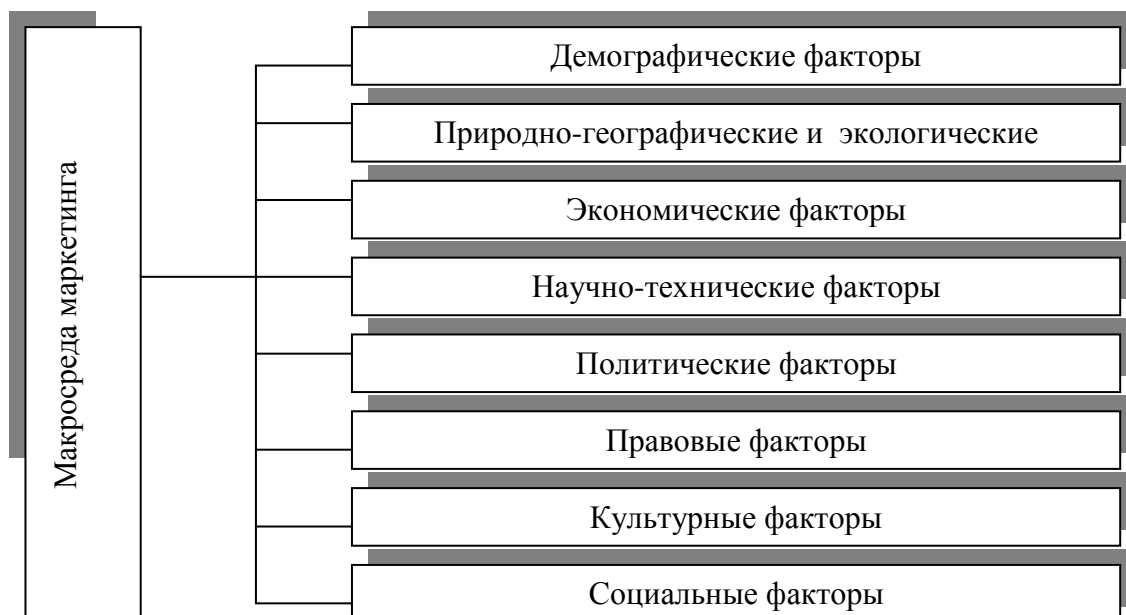 Макросреда маркетинга
Демографические факторы
Природно-географические и экологические
Экономические факторы
Научно-технические факторы
Политические факторы
Правовые факторы
Культурные факторы
Социальные факторы